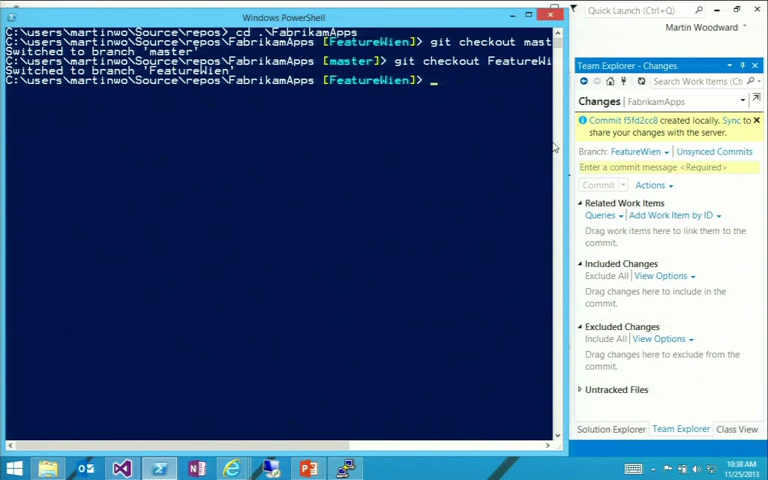 Windows PowerShell
C:\users\martinwo\Source\repos> cd .\FabrikamApps
C:\users\martinwo\Source\repos\FabrikamApps [FeatureWien]> git checkout mast
Switched to branch 'master'
C:\users\martinwo\Source\repos\FabrikamApps [master]> git checkout FeatureWi
Switched to branch 'FeatureWien'
C:\users\martinwo\Source\repos\FabrikamApps [FeatureWien]> _
Quick Launch (Ctrl+Q)
Martin Woodward
Team Explorer - Changes
Search Work Items (Ct
Changes | FabrikamApps
Commit f5fd2cc8 created locally. Sync to
share your changes with the server.
Branch: FeatureWien Unsynced Commits
Enter a commit message <Required>
Commit Actions
Related Work Items
Queries Add Work Item by ID
Drag work items here to link them to the
commit.
Included Changes
Exclude All View Options
Drag changes here to include in the
commit.
Excluded Changes
Include All View Options
Drag changes here to exclude from the
commit.
Untracked Files
Solution Explorer Team Explorer Class View
10:38 AM
11/25/2013